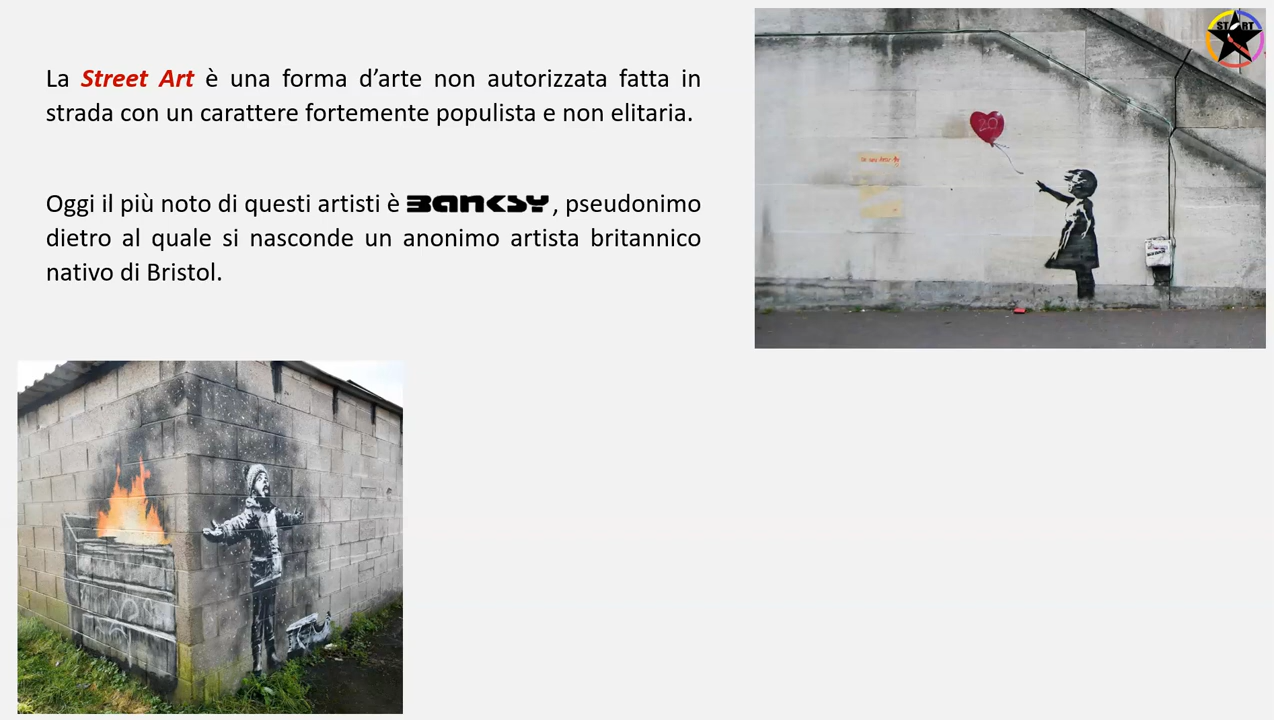 La Street Art è una forma d’arte non autorizzata fatta in
strada con un carattere fortemente populista e non elitaria.
Oggi il più noto di questi artisti è BANKSY, pseudonimo
dietro al quale si nasconde un anonimo artista britannico
nativo di Bristol.
START
20